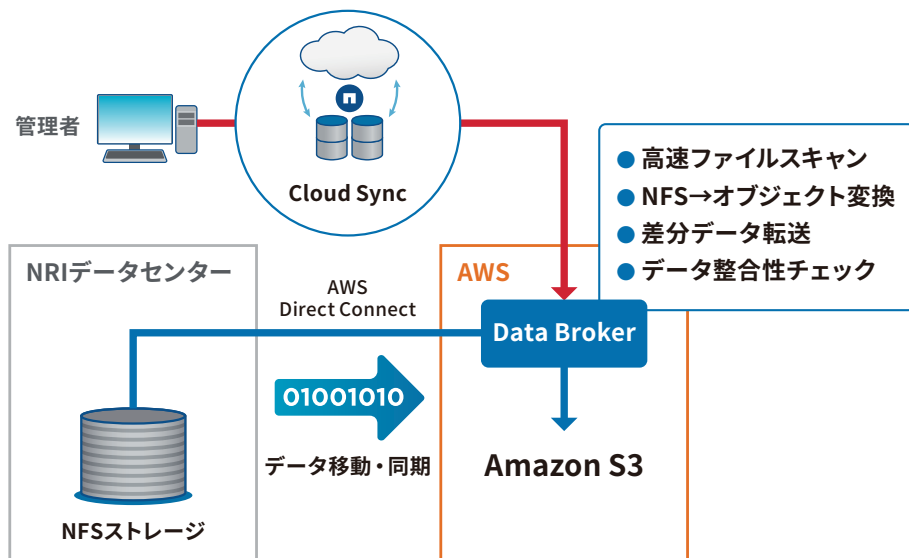 管理者
Cloud Sync
● 高速ファイルスキャン
● NFS→オブジェクト変換
● 差分データ転送
● データ整合性チェック
NRIデータセンター
AWS
Direct Connect
AWS
Data Broker
01001010
データ移動・同期
Amazon S3
NFSストレージ